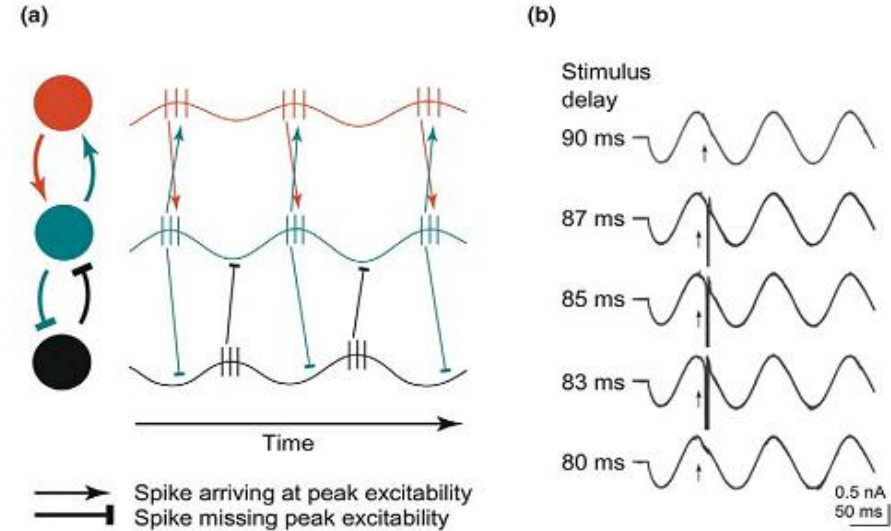 (a)
Time
Spike arriving at peak excitability
Spike missing peak excitability
(b)
Stimulus
delay
90 ms
87 ms
85 ms
83 ms
80 ms
0.5 nA
50 ms